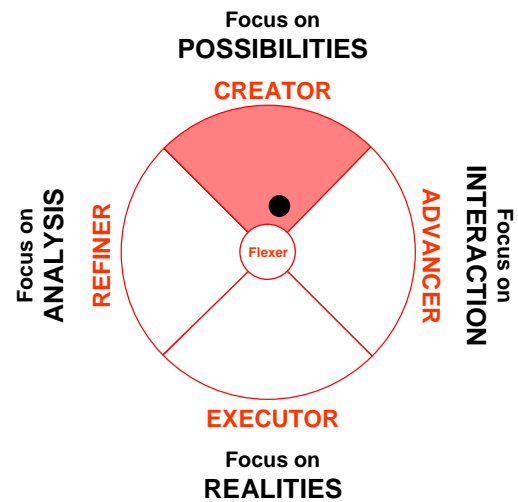 Focus on
POSSIBILITIES
CREATOR
Focus on
ANALYSIS
REFINER
Flexer
ADVANCER
INTERACTION
Focus on
EXECUTOR
Focus on
REALITIES